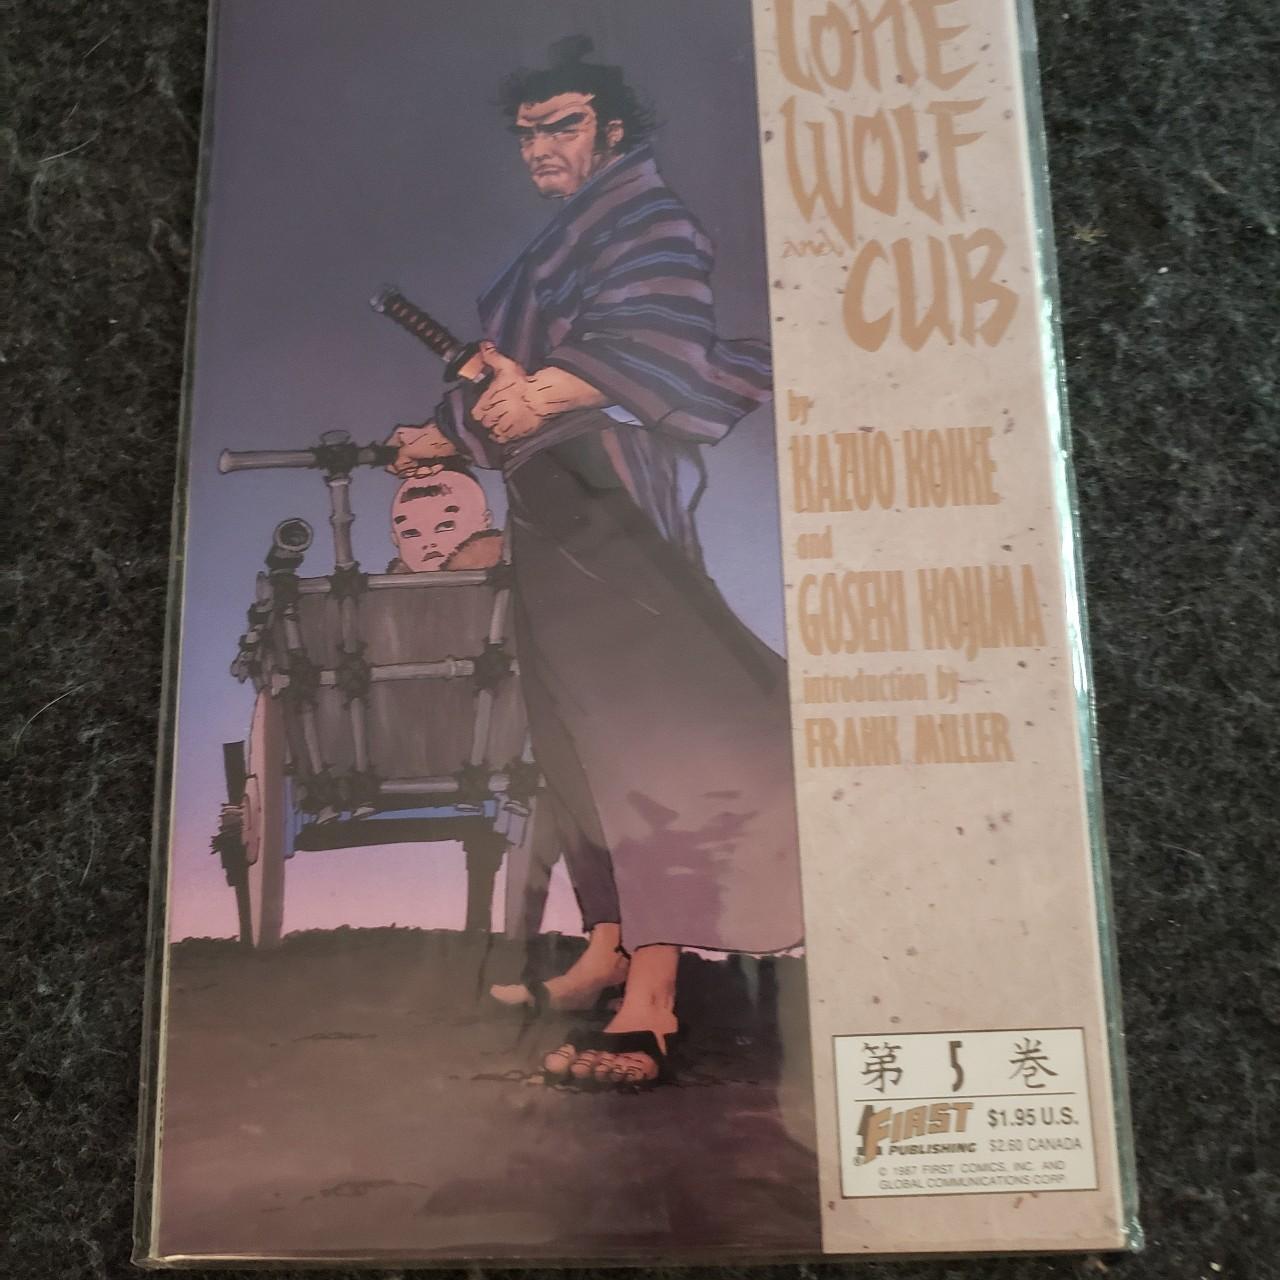 LONE
WOLF
and
CUB
by
KAZUO KOIKE
and
GOSEKI KOJIMA
introduction by
FRANK MILLER
第 5 巻
FIRST $1.95 U.S.
PUBLISHING $2.60 CANADA
© 1987 FIRST COMICS, INC. AND
GLOBAL COMMUNICATIONS CORP.